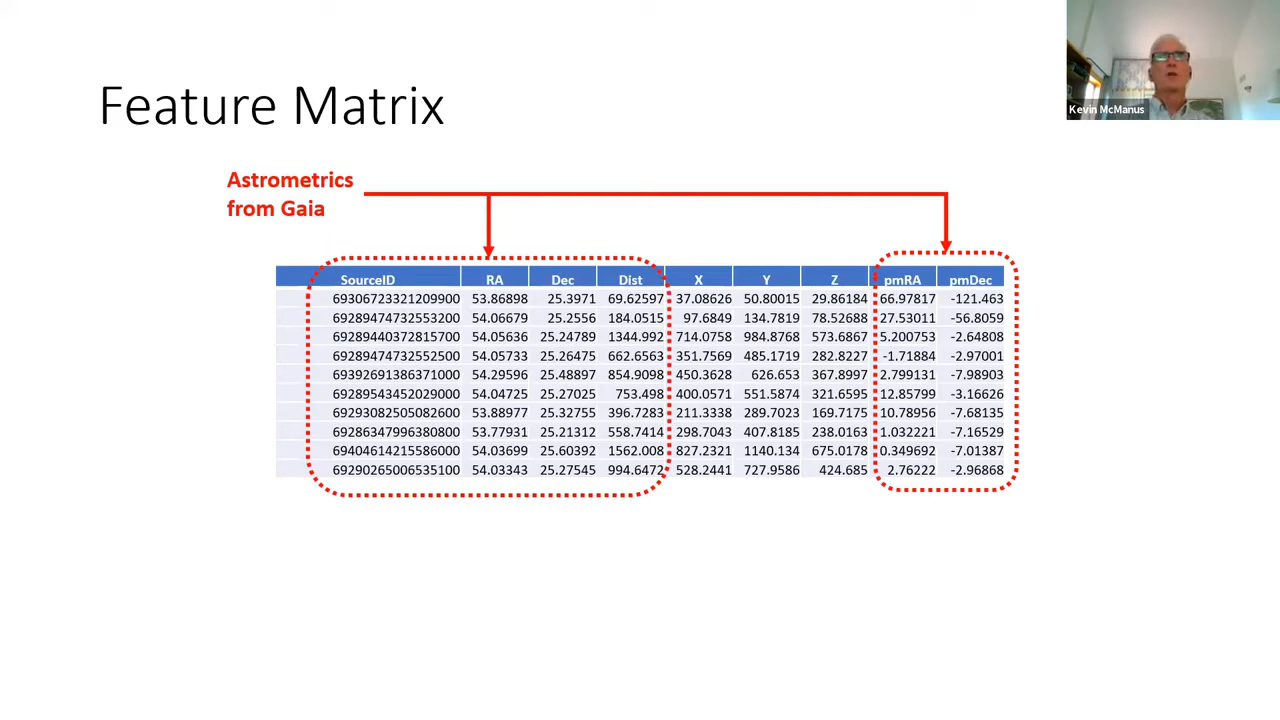 Kevin McManus
Feature Matrix
Astrometrics
from Gaia
SourceID RA Dec Dist X Y Z pmRA pmDec
69306723321209900 53.86898 25.3971 69.62597 37.08626 50.80015 29.86184 66.97817 -121.463
69289474732553200 54.06679 25.2556 184.0515 97.6849 134.7819 78.52688 27.53011 -56.8059
69289440372815700 54.05636 25.24789 1344.992 714.0758 984.8768 573.6867 5.200753 -2.64808
69289474732552500 54.05733 25.26475 662.6563 351.7569 485.1719 282.8227 -1.71884 -2.97001
69392691386371000 54.29596 25.48897 854.9098 450.3628 626.653 367.8997 2.799131 -7.98903
69289543452029000 54.04725 25.27025 753.498 400.0571 551.5874 321.6595 12.85799 -3.16626
69293082505082600 53.88977 25.32755 396.7283 211.3338 289.7023 169.7175 10.78956 -7.68135
69286347996380800 53.77931 25.21312 558.7414 298.7043 407.8185 238.0163 1.032221 -7.16529
69404614215586000 54.03699 25.60392 1562.008 827.2321 1140.134 675.0178 0.349692 -7.01387
69290265006535100 54.03343 25.27545 994.6472 528.2441 727.9586 424.685 2.76222 -2.96868